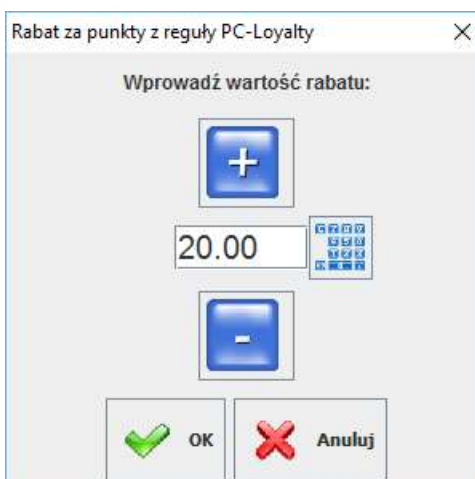 Rabat za punkty z reguły PC-Loyalty
Wprowadź wartość rabatu:
+
20.00
-
OK Anuluj